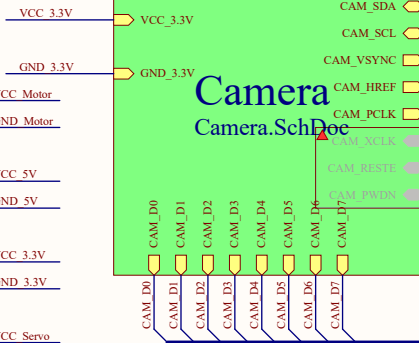 VCC_3.3V
VCC_3.3V
GND_3.3V
GND_3.3V
CC_Motor
ND_Motor
CC_5V
ND_5V
CC_3.3V
ND_3.3V
CC_Servo
Camera
Camera.SchDoc
CAM_SDA
CAM_SCL
CAM_VSYNC
CAM_HREF
CAM_PCLK
CAM_XCLK
CAM_RESTE
CAM_PWDN
CAM_D0
CAM_D1
CAM_D2
CAM_D3
CAM_D4
CAM_D5
CAM_D6
CAM_D7
CAM_D0
CAM_D1
CAM_D2
CAM_D3
CAM_D4
CAM_D5
CAM_D6
CAM_D7